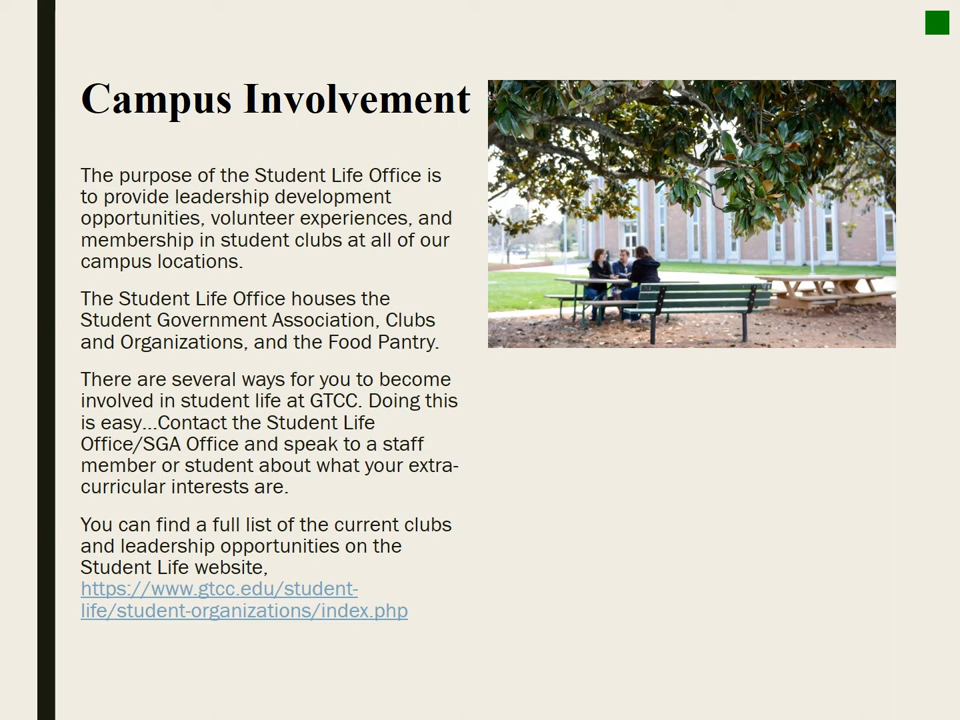 Campus Involvement
The purpose of the Student Life Office is
to provide leadership development
opportunities, volunteer experiences, and
membership in student clubs at all of our
campus locations.
The Student Life Office houses the
Student Government Association, Clubs
and Organizations, and the Food Pantry.
There are several ways for you to become
involved in student life at GTCC. Doing this
is easy...Contact the Student Life
Office/SGA Office and speak to a staff
member or student about what your extra-
curricular interests are.
You can find a full list of the current clubs
and leadership opportunities on the
Student Life website,
https://www.gtcc.edu/student-
life/student-organizations/index.php